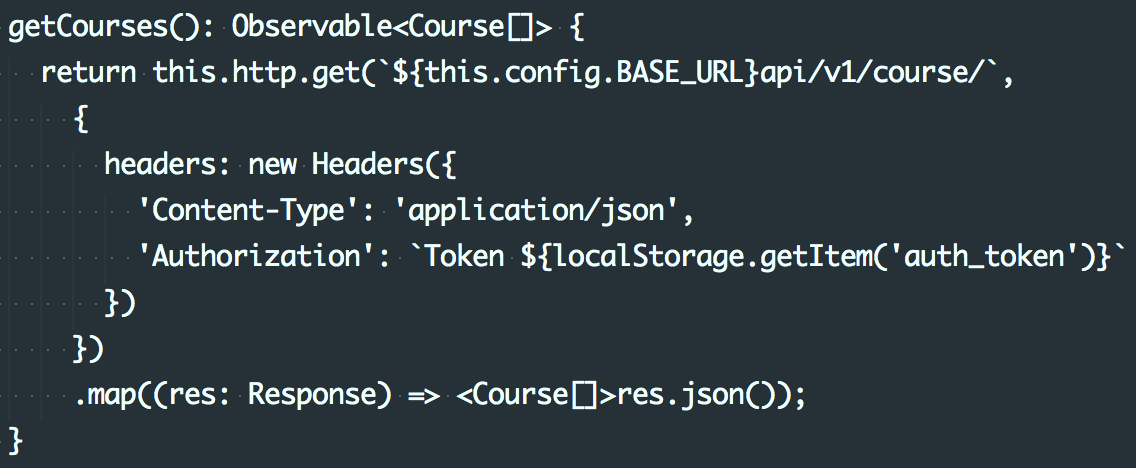 getCourses(): Observable<Course[]> {
return this.http.get(`${this.config.BASE_URL}api/v1/course/`,
{
headers: new Headers({
'Content-Type': 'application/json',
'Authorization': `Token ${localStorage.getItem('auth_token')}`
})
})
.map((res: Response) => <Course[]>res.json());
}